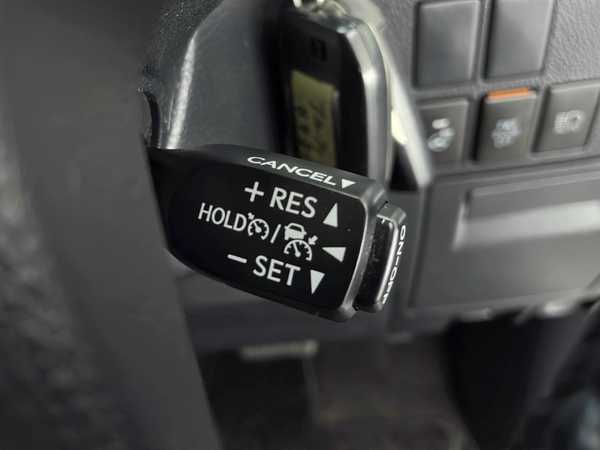 CANCEL▼
+ RES ▲
HOLD /
− SET ▼
ON-OFF